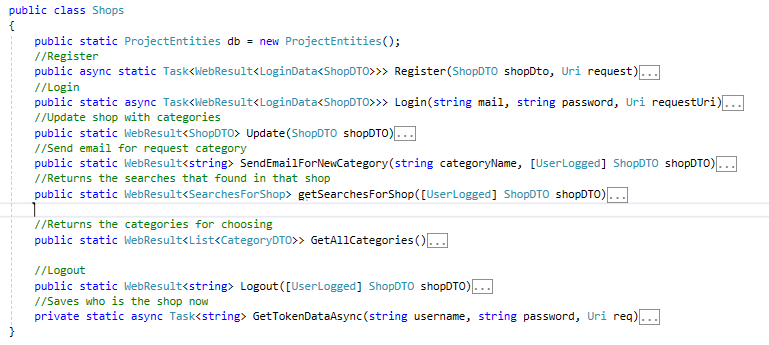 public class Shops
{
    public static ProjectEntities db = new ProjectEntities();
    //Register
    public async static Task<WebResult<LoginData<ShopDTO>>> Register(ShopDTO shopDto, Uri request)...
    //Login
    public static async Task<WebResult<LoginData<ShopDTO>>> Login(string mail, string password, Uri requestUri)...
    //Update shop with categories
    public static WebResult<ShopDTO> Update(ShopDTO shopDTO)...
    //Send email for request category
    public static WebResult<string> SendEmailForNewCategory(string categoryName, [UserLogged] ShopDTO shopDTO)...
    //Returns the searches that found in that shop
    public static WebResult<SearchesForShop> getSearchesForShop([UserLogged] ShopDTO shopDTO)...
    //Returns the categories for choosing
    public static WebResult<List<CategoryDTO>> GetAllCategories()...
    //Logout
    public static WebResult<string> Logout([UserLogged] ShopDTO shopDTO)...
    //Saves who is the shop now
    private static async Task<string> GetTokenDataAsync(string username, string password, Uri req)...
}